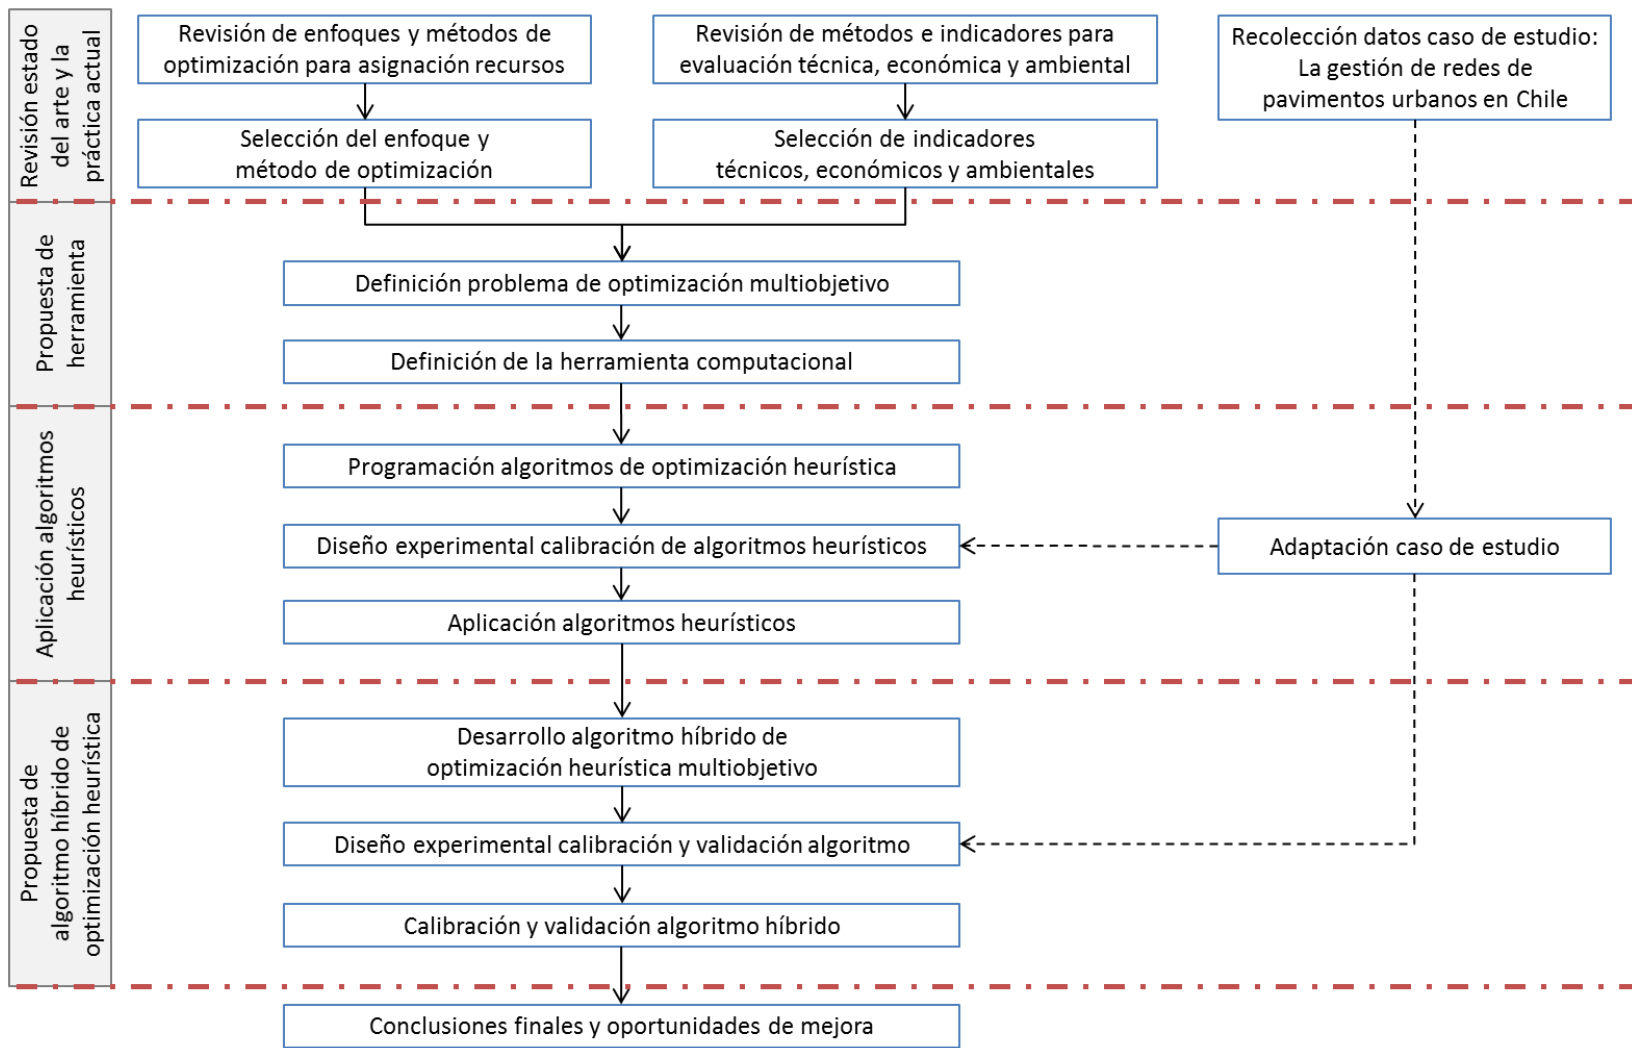 Revisión estado
del arte y la
práctica actual
Revisión de enfoques y métodos de
optimización para asignación recursos
Revisión de métodos e indicadores para
evaluación técnica, económica y ambiental
Recolección datos caso de estudio:
La gestión de redes de
pavimentos urbanos en Chile
Selección del enfoque y
método de optimización
Selección de indicadores
técnicos, económicos y ambientales
Propuesta de
herramienta
Definición problema de optimización multiobjetivo
Definición de la herramienta computacional
Aplicación algoritmos
heurísticos
Programación algoritmos de optimización heurística
Diseño experimental calibración de algoritmos heurísticos
Adaptación caso de estudio
Aplicación algoritmos heurísticos
Propuesta de
algoritmo híbrido de
optimización heurística
Desarrollo algoritmo híbrido de
optimización heurística multiobjetivo
Diseño experimental calibración y validación algoritmo
Calibración y validación algoritmo híbrido
Conclusiones finales y oportunidades de mejora